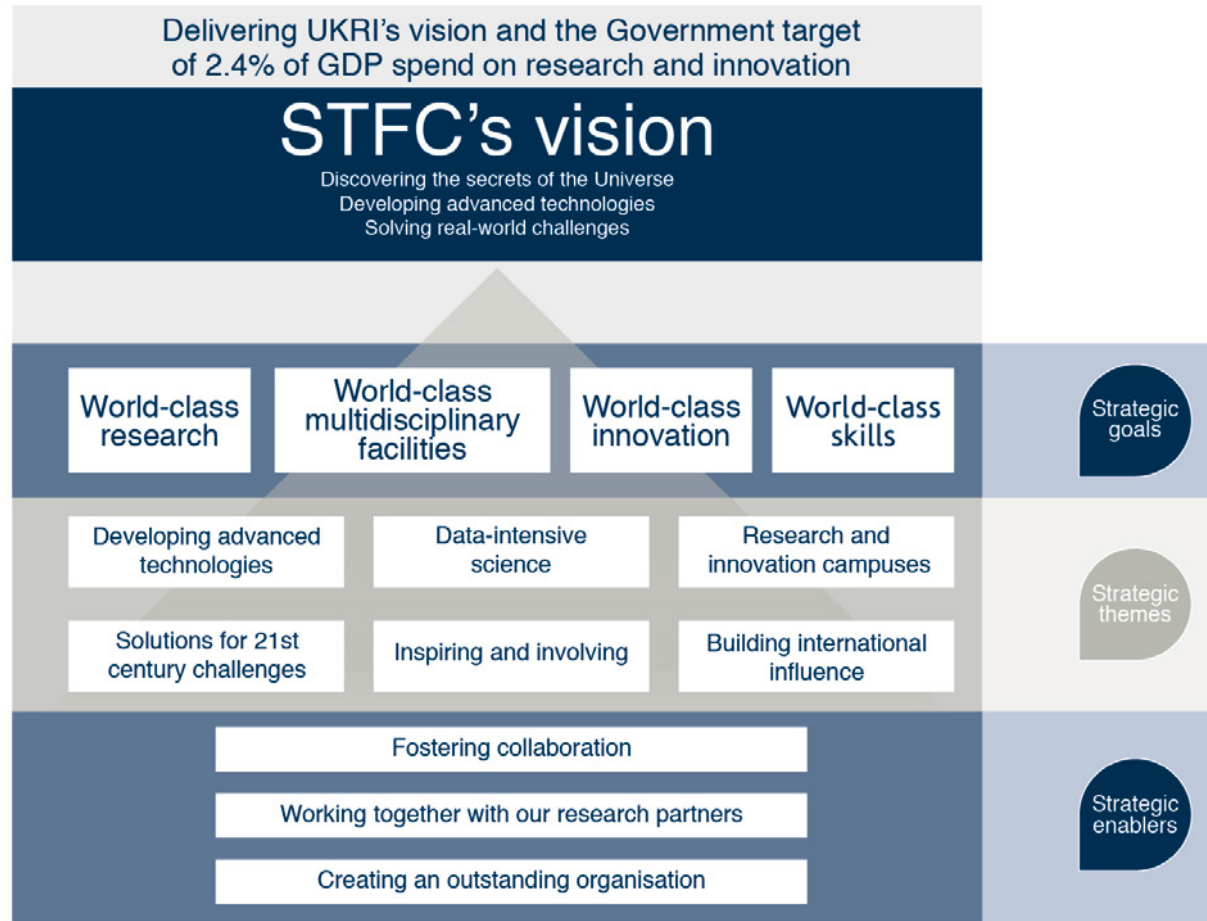 Delivering UKRI’s vision and the Government target
of 2.4% of GDP spend on research and innovation
STFC’s vision
Discovering the secrets of the Universe
Developing advanced technologies
Solving real-world challenges
World-class
research
World-class
multidisciplinary
facilities
World-class
innovation
World-class
skills
Strategic
goals
Developing advanced
technologies
Data-intensive
science
Research and
innovation campuses
Solutions for 21st
century challenges
Inspiring and involving
Building international
influence
Strategic
themes
Fostering collaboration
Working together with our research partners
Creating an outstanding organisation
Strategic
enablers